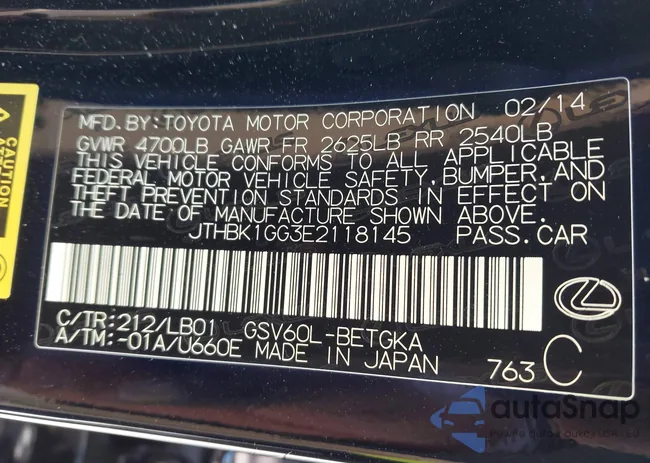 MFD.BY:TOYOTA MOTOR CORPORATION 02/14
GVWR 4700LB GAWR FR 2625LB RR 2540LB
THIS VEHICLE CONFORMS TO ALL APPLICABLE
FEDERAL MOTOR VEHICLE SAFETY,BUMPER,AND
THEFT PREVENTION STANDARDS IN EFFECT ON
THE DATE OF MANUFACTURE SHOWN ABOVE.
JTHBK1GG3E2118145 PASS.CAR
C/TR:212/LB01 GSV60L-BETGKA
A/TM:-01A/U660E MADE IN JAPAN
763 C
CAUTION
autoSnap